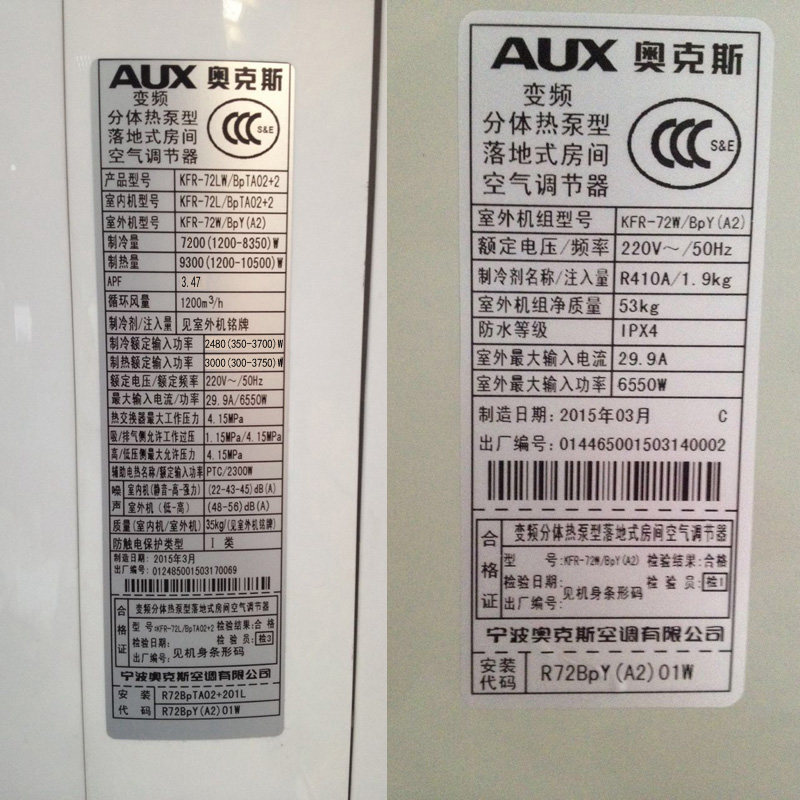 AUX 奥克斯
变频
分体热泵型
落地式房间
空气调节器
CCC S&E
产品型号 KFR-72LW/BpTA02+2
室内机型号 KFR-72L/BpTA02+2
室外机型号 KFR-72W/BpY(A2)
制冷量 7200(1200-8350)W
制热量 9300(1200-10500)W
APF 3.47
循环风量 1200m³/h
制冷剂/注入量 见室外机铭牌
制冷额定输入功率 2480(350-3700)W
制热额定输入功率 3000(300-3750)W
额定电压/额定频率 220V～/50Hz
最大输入电流/功率 29.9A/6550W
热交换器最大工作压力 4.15MPa
吸/排气侧允许工作过压 1.15MPa/4.15MPa
高/低压侧最大允许压力 4.15MPa
辅助电热名称/额定输入功率 PTC/2300W
噪声 室内机(静音-高-强力) (22-43-45)dB(A)
室外机(低-高) (48-56)dB(A)
质量(室内机/室外机) 35kg/(见室外机铭牌)
防触电保护类型 I 类
制造日期: 2015年3月
出厂编号: 012485001503170069
合格证 变频分体热泵型落地式房间空气调节器
型 号:KFR-72L/BpTA02+2 检验结果:合格
检验日期: 检 验 员:检3
出厂编号: 见机身条形码
宁波奥克斯空调有限公司
安装代码 R72BpTA02+201L
R72BpY(A2)01W
AUX 奥克斯
变频
分体热泵型
落地式房间
空气调节器
CCC S&E
室外机组型号 KFR-72W/BpY(A2)
额定电压/频率 220V～/50Hz
制冷剂名称/注入量 R410A/1.9kg
室外机组净质量 53kg
防水等级 IPX4
室外最大输入电流 29.9A
室外最大输入功率 6550W
制造日期: 2015年03月 C
出厂编号: 014465001503140002
合格证 变频分体热泵型落地式房间空气调节器
型 号:KFR-72W/BpY(A2) 检验结果:合格
检验日期: 检 验 员:检1
出厂编号: 见机身条形码
宁波奥克斯空调有限公司
安装代码 R72BpY(A2)01W